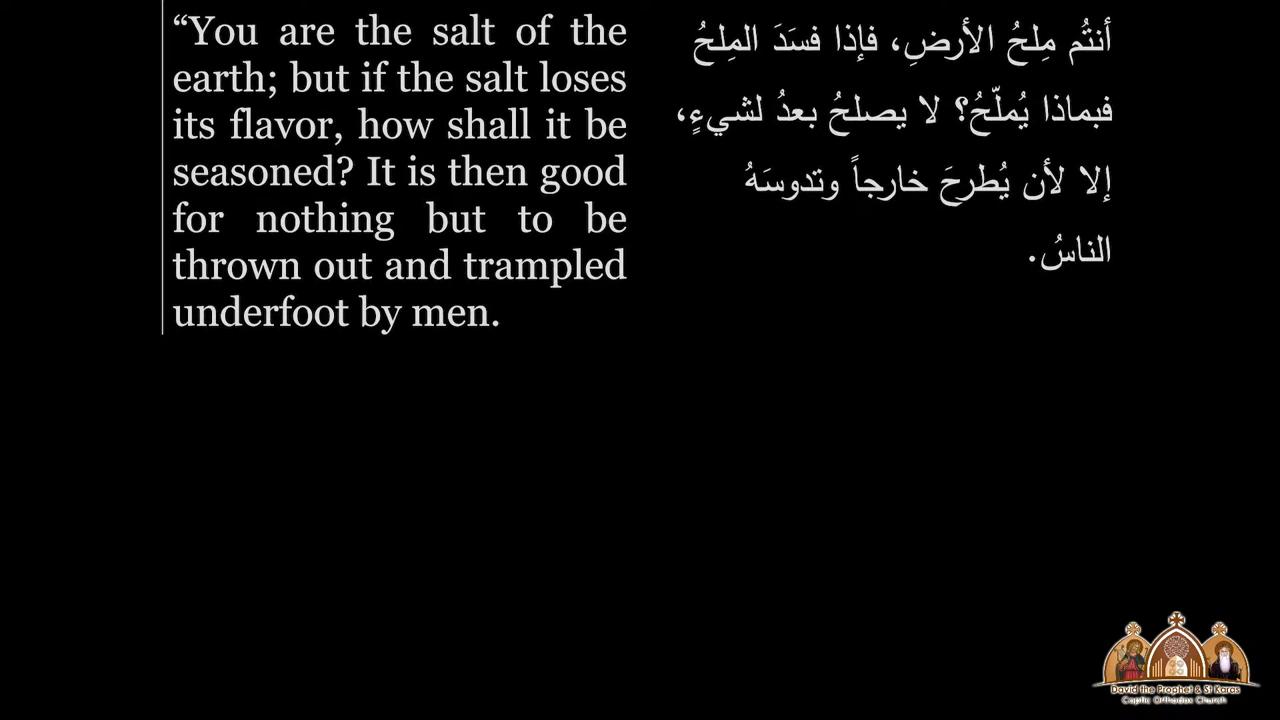 “You are the salt of the
earth; but if the salt loses
its flavor, how shall it be
seasoned? It is then good
for nothing but to be
thrown out and trampled
underfoot by men.
أنتُم مِلحُ الأرضِ، فإذا فسَدَ المِلحُ
فبماذا يُملّحُ؟ لا يصلحُ بعدُ لشيءٍ،
إلا لأن يُطرحَ خارجاً وتدوسَهُ
الناسُ.
David the Prophet & St Karas
Coptic Orthodox Church